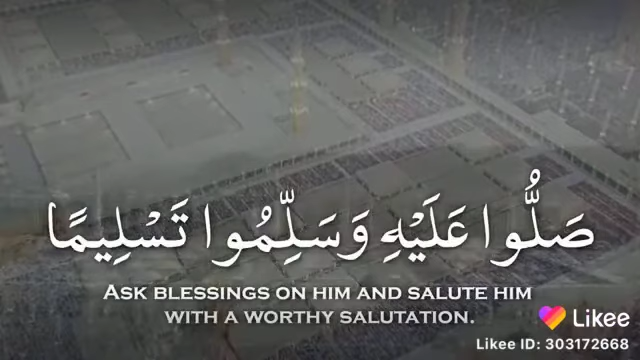 صَلُّوا عَلَيْهِ وَسَلِّمُوا تَسْلِيمًا
ASK BLESSINGS ON HIM AND SALUTE HIM
WITH A WORTHY SALUTATION.
Likee
Likee ID: 303172668